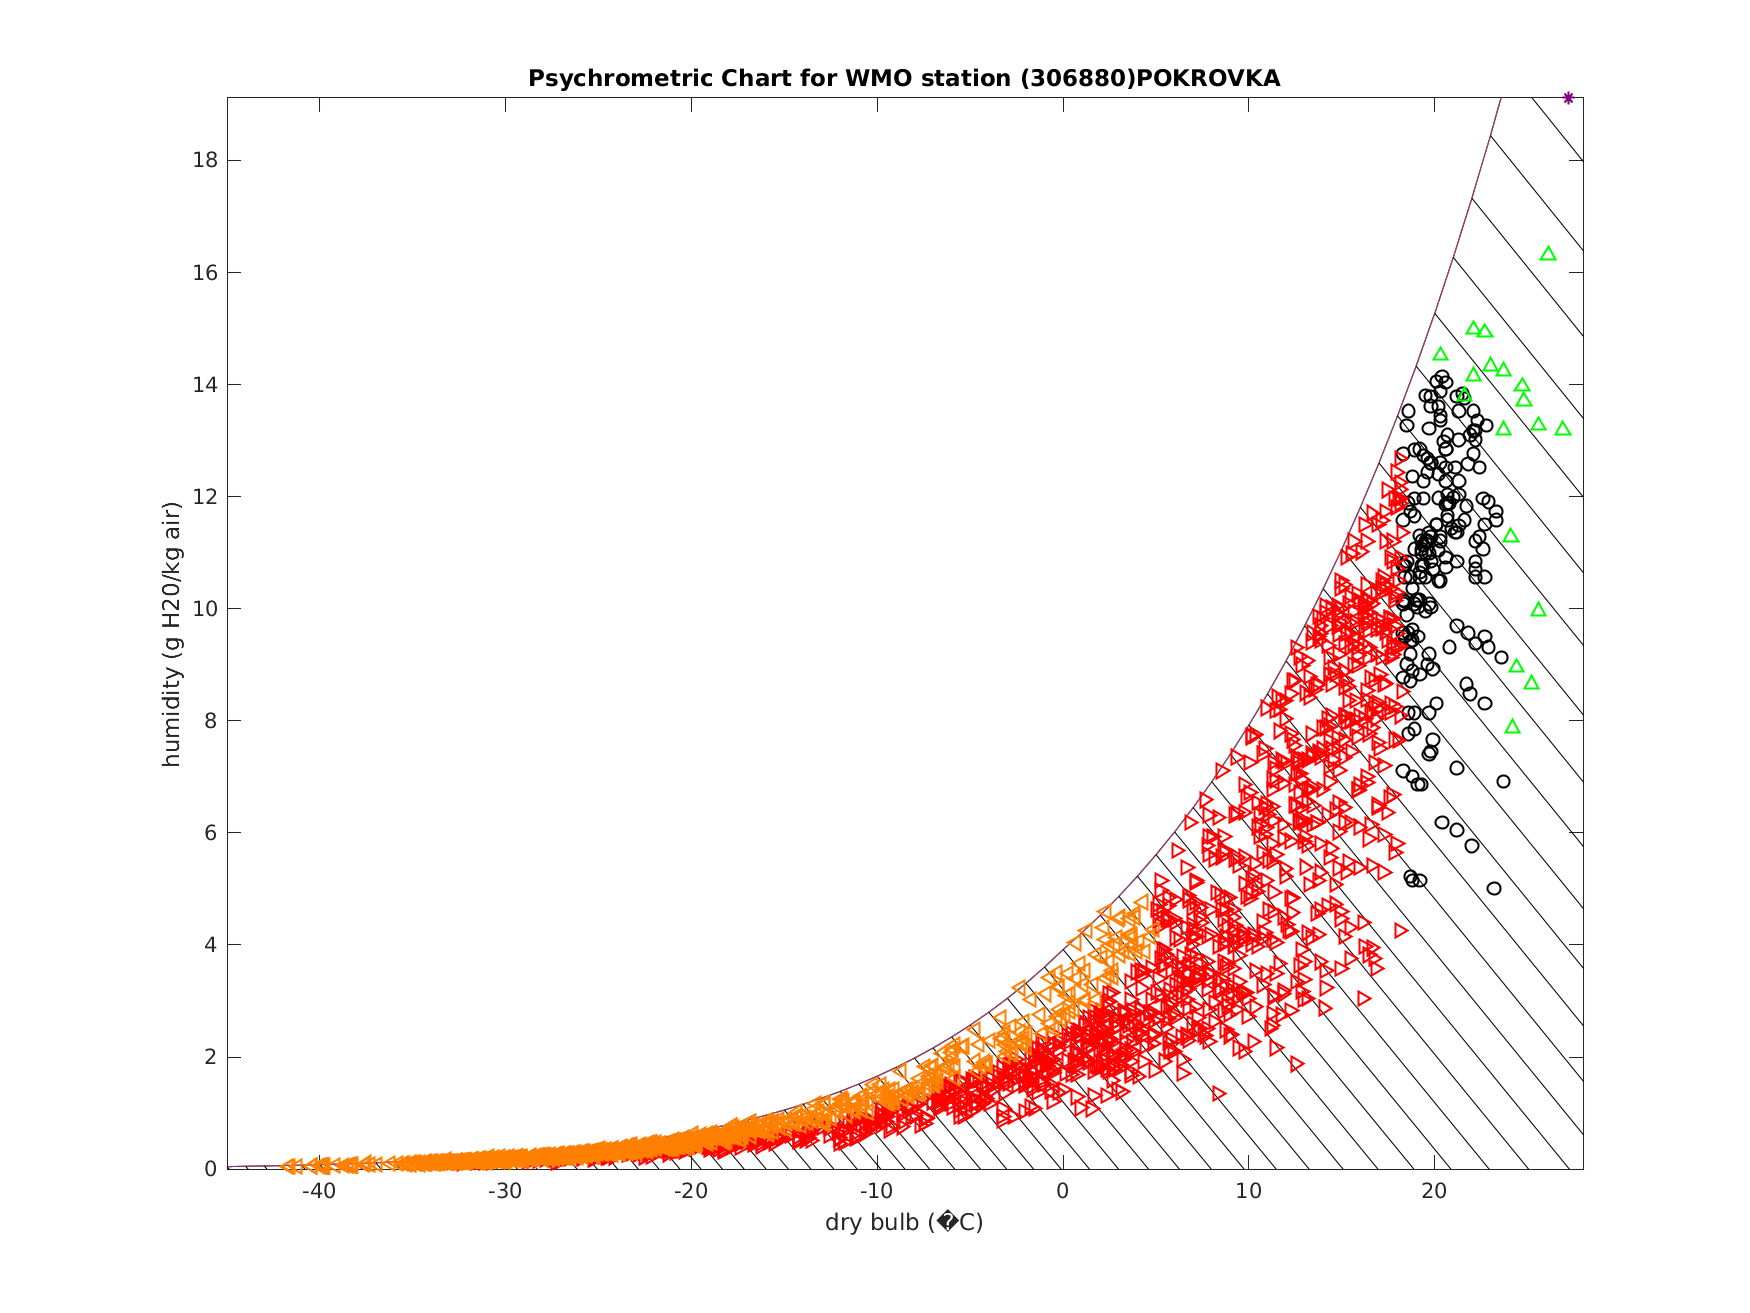 Psychrometric Chart for WMO station (306880)POKROVKA
18
16
14
12
10
8
6
4
2
0
humidity (g H20/kg air)
-40 -30 -20 -10 0 10 20
dry bulb (�C)